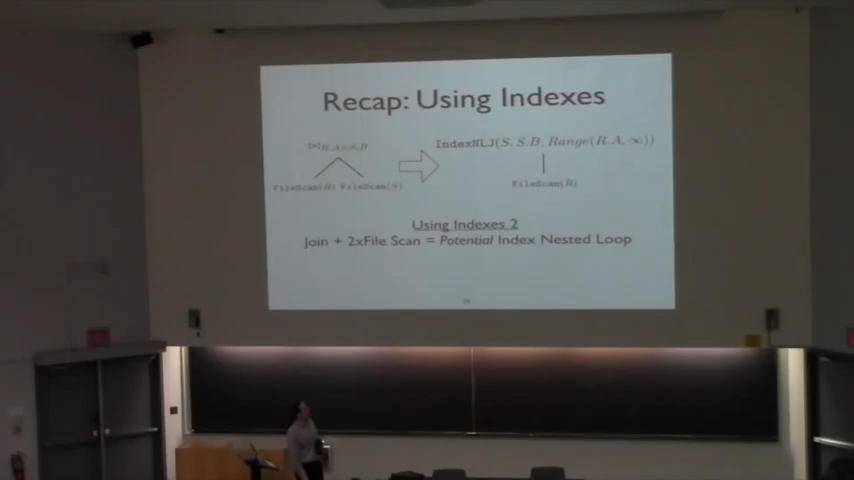 Recap: Using Indexes
⋈R.A<S.B
IndexNLJ(S, S.B, Range(R.A, ∞))
FileScan(R) FileScan(S)
FileScan(R)
Using Indexes 2
Join + 2xFile Scan = Potential Index Nested Loop